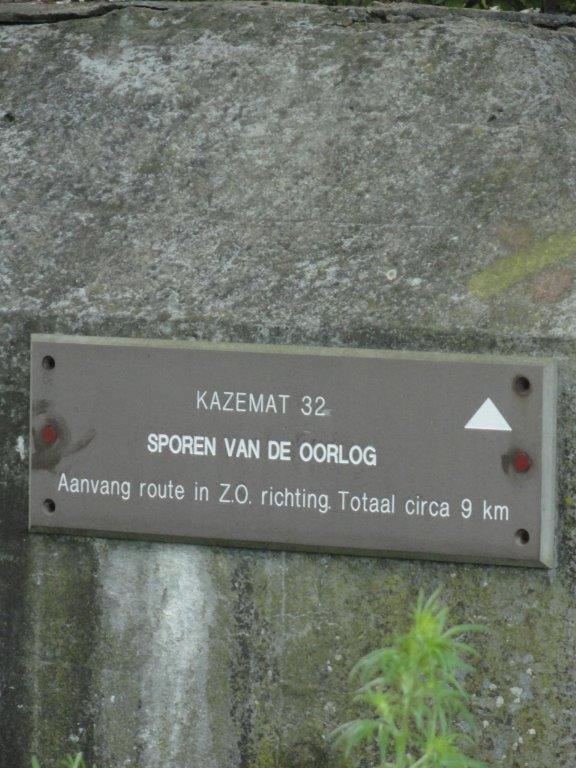 KAZEMAT 32
SPOREN VAN DE OORLOG
Aanvang route in Z.O. richting. Totaal circa 9 km